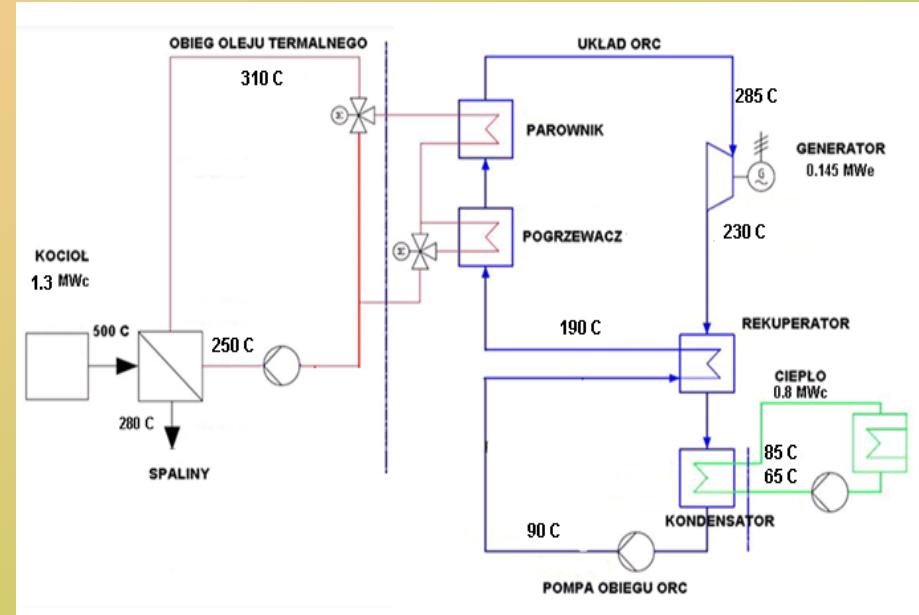 OBIEG OLEJU TERMALNEGO
310 C
UKŁAD ORC
285 C
PAROWNIK
GENERATOR
0.145 MWe
G
POGRZEWACZ
230 C
KOCIOŁ
1.3 MWc
500 C
250 C
190 C
REKUPERATOR
CIEPŁO
0.8 MWc
280 C
85 C
65 C
SPALINY
KONDENSATOR
90 C
POMPA OBIEGU ORC